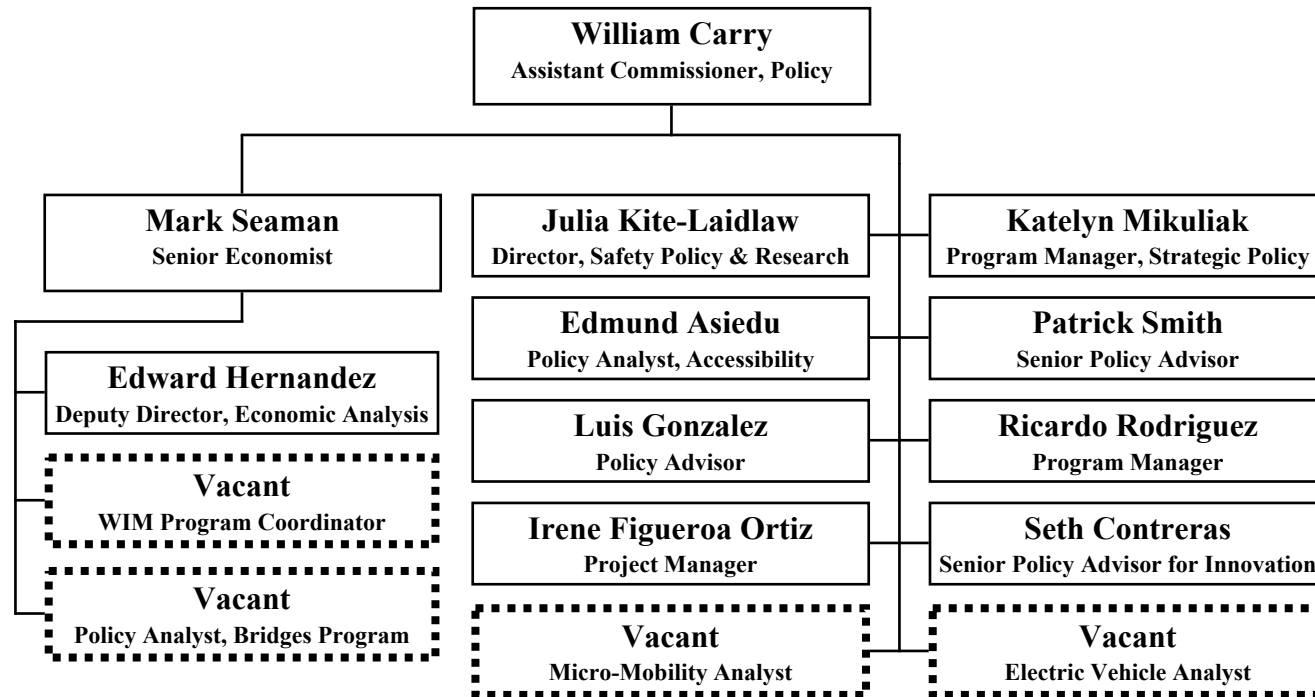 William Carry
Assistant Commissioner, Policy
Mark Seaman
Senior Economist
Edward Hernandez
Deputy Director, Economic Analysis
Vacant
WIM Program Coordinator
Vacant
Policy Analyst, Bridges Program
Julia Kite-Laidlaw
Director, Safety Policy & Research
Katelyn Mikuliak
Program Manager, Strategic Policy
Edmund Asiedu
Policy Analyst, Accessibility
Patrick Smith
Senior Policy Advisor
Luis Gonzalez
Policy Advisor
Ricardo Rodriguez
Program Manager
Irene Figueroa Ortiz
Project Manager
Seth Contreras
Senior Policy Advisor for Innovation
Vacant
Micro-Mobility Analyst
Vacant
Electric Vehicle Analyst